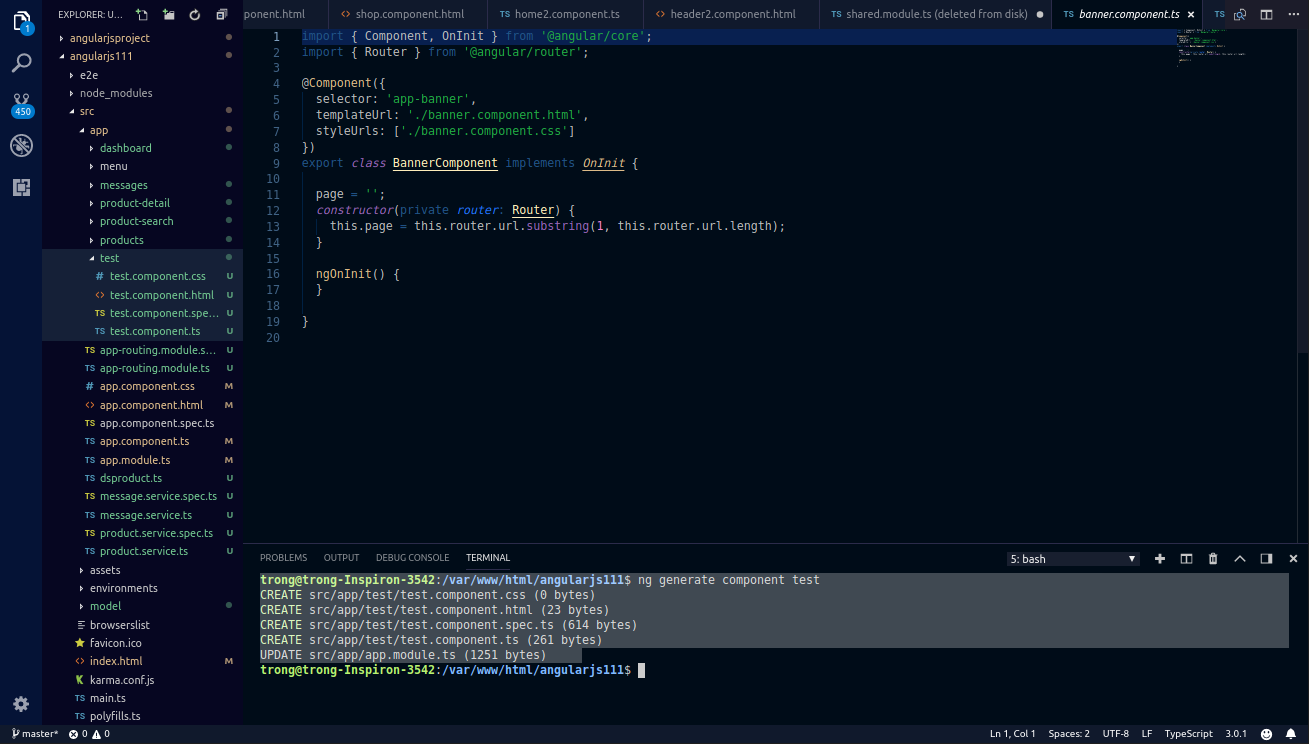 EXPLORER: U...
ponent.html
shop.component.html
TS home2.component.ts
header2.component.html
TS shared.module.ts (deleted from disk)
TS banner.component.ts
TS
1
450
angularjsproject
angularjs111
e2e
node_modules
src
app
dashboard
menu
messages
product-detail
product-search
products
test
# test.component.css U
<> test.component.html U
TS test.component.spe... U
TS test.component.ts U
TS app-routing.module.s... U
TS app-routing.module.ts U
# app.component.css M
<> app.component.html M
TS app.component.spec.ts
TS app.component.ts M
TS app.module.ts M
TS dsproduct.ts U
TS message.service.spec.ts U
TS message.service.ts U
TS product.service.spec.ts U
TS product.service.ts U
assets
environments
model
browserslist
favicon.ico
<> index.html M
karma.conf.js
TS main.ts
TS polyfills.ts
1 import { Component, OnInit } from '@angular/core';
2 import { Router } from '@angular/router';
3
4 @Component({
5 selector: 'app-banner',
6 templateUrl: './banner.component.html',
7 styleUrls: ['./banner.component.css']
8 })
9 export class BannerComponent implements OnInit {
10
11 page = '';
12 constructor(private router: Router) {
13 this.page = this.router.url.substring(1, this.router.url.length);
14 }
15
16 ngOnInit() {
17 }
18
19 }
20
PROBLEMS OUTPUT DEBUG CONSOLE TERMINAL
5: bash
trong@trong-Inspiron-3542:/var/www/html/angularjs111$ ng generate component test
CREATE src/app/test/test.component.css (0 bytes)
CREATE src/app/test/test.component.html (23 bytes)
CREATE src/app/test/test.component.spec.ts (614 bytes)
CREATE src/app/test/test.component.ts (261 bytes)
UPDATE src/app/app.module.ts (1251 bytes)
trong@trong-Inspiron-3542:/var/www/html/angularjs111$
master* 0 0
Ln 1, Col 1 Spaces: 2 UTF-8 LF TypeScript 3.0.1